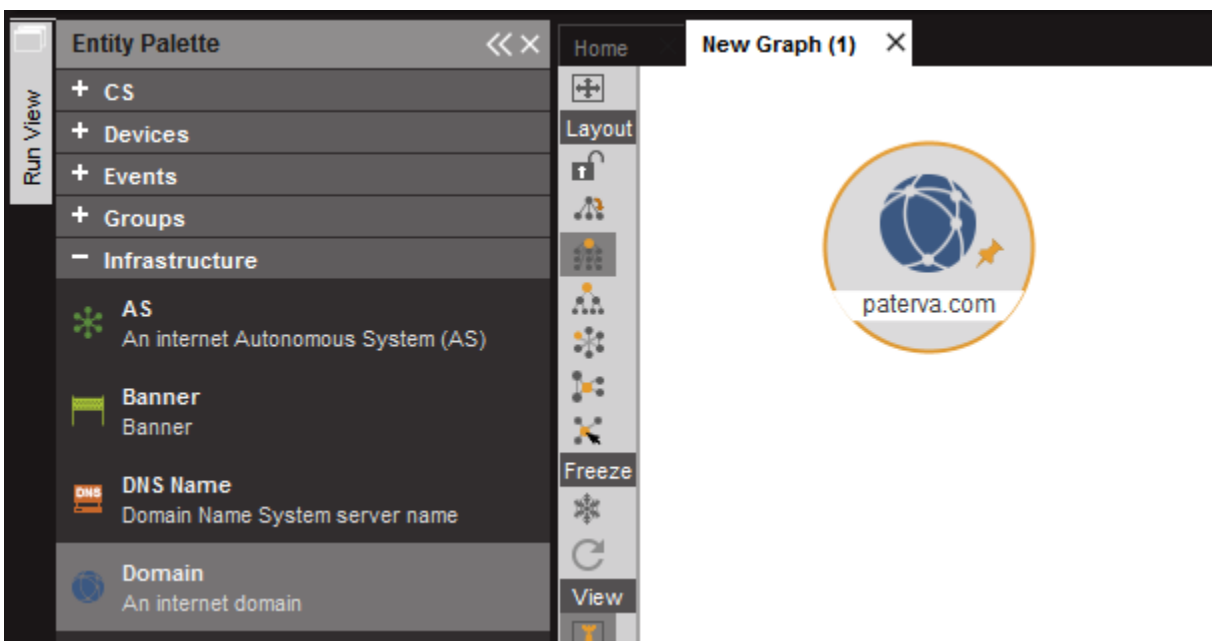 Run View
Entity Palette
+ CS
+ Devices
+ Events
+ Groups
− Infrastructure
AS
An internet Autonomous System (AS)
Banner
Banner
DNS
DNS Name
Domain Name System server name
Domain
An internet domain
Home
New Graph (1)
Layout
Freeze
View
paterva.com